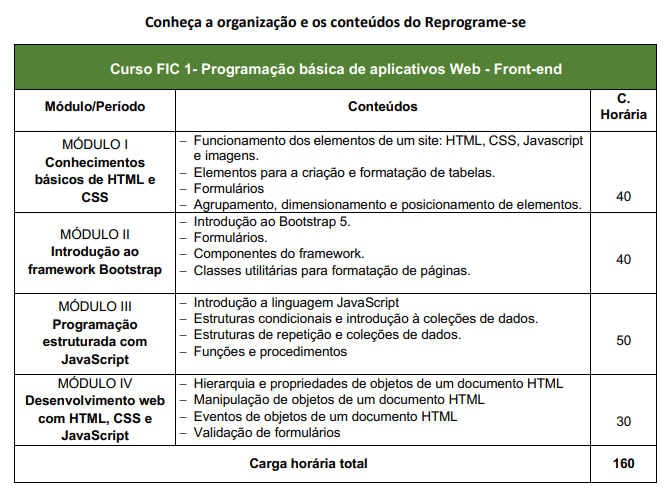 Conheça a organização e os conteúdos do Reprograme-se
Curso FIC 1- Programação básica de aplicativos Web - Front-end
Módulo/Período
Conteúdos
C.
Horária
MÓDULO I
Conhecimentos
básicos de HTML e
CSS
− Funcionamento dos elementos de um site: HTML, CSS, Javascript
e imagens.
− Elementos para a criação e formatação de tabelas.
− Formulários
− Agrupamento, dimensionamento e posicionamento de elementos.
40
MÓDULO II
Introdução ao
framework Bootstrap
− Introdução ao Bootstrap 5.
− Formulários.
− Componentes do framework.
− Classes utilitárias para formatação de páginas.
40
MÓDULO III
Programação
estruturada com
JavaScript
− Introdução a linguagem JavaScript
− Estruturas condicionais e introdução à coleções de dados.
− Estruturas de repetição e coleções de dados.
− Funções e procedimentos
50
MÓDULO IV
Desenvolvimento web
com HTML, CSS e
JavaScript
− Hierarquia e propriedades de objetos de um documento HTML
− Manipulação de objetos de um documento HTML
− Eventos de objetos de um documento HTML
− Validação de formulários
30
Carga horária total
160